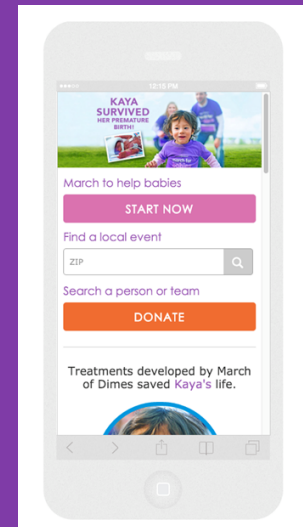 12:15 PM
KAYA
SURVIVED
HER PREMATURE
BIRTH!
March to help babies
START NOW
Find a local event
ZIP
Search a person or team
DONATE
Treatments developed by March
of Dimes saved Kaya's life.